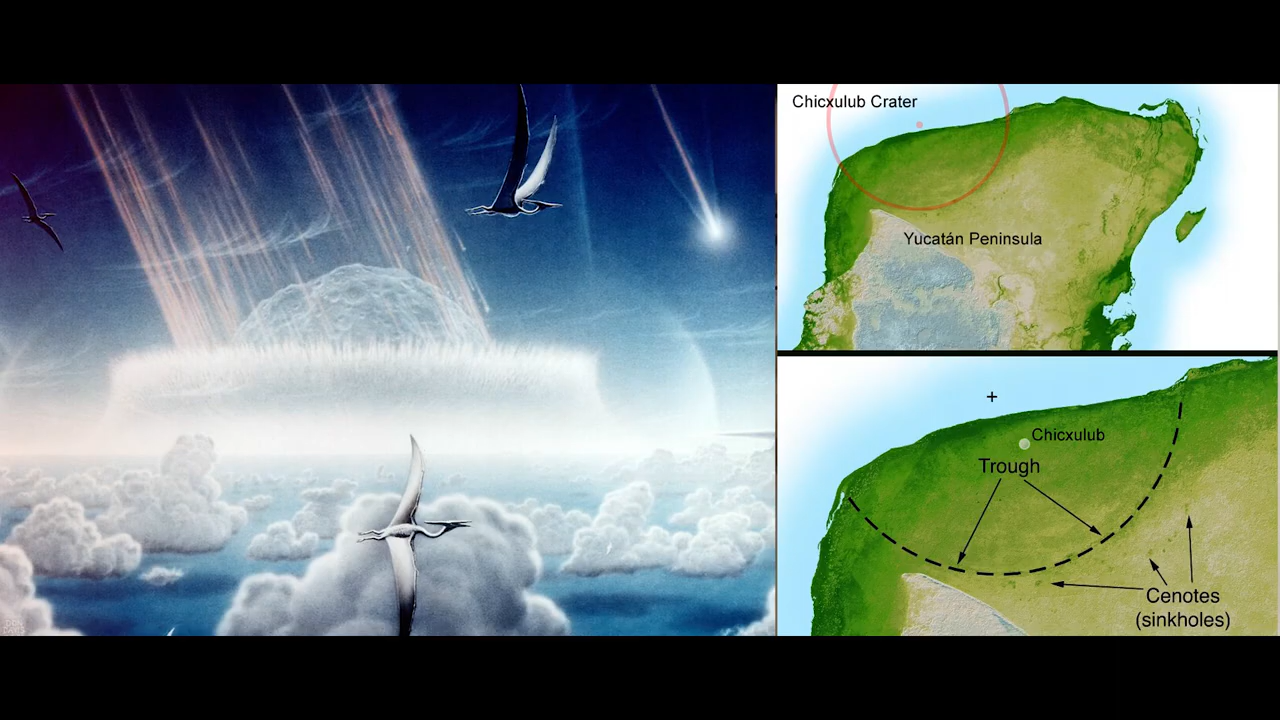 Chicxulub Crater
Yucatán Peninsula
+
Chicxulub
Trough
Cenotes
(sinkholes)